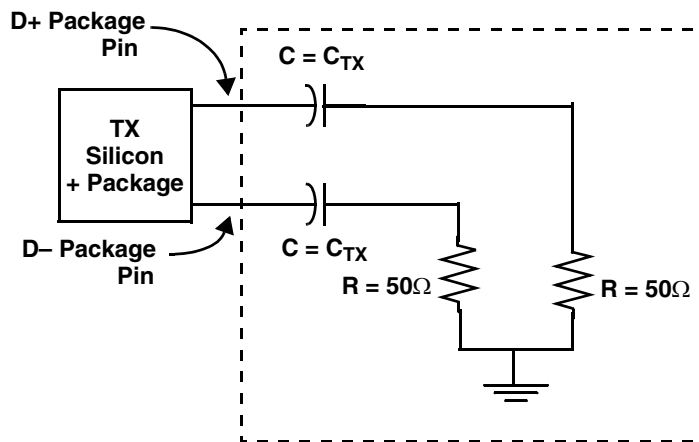 D+ Package
Pin
C = CTX
TX
Silicon
+ Package
D– Package
Pin
C = CTX
R = 50Ω
R = 50Ω